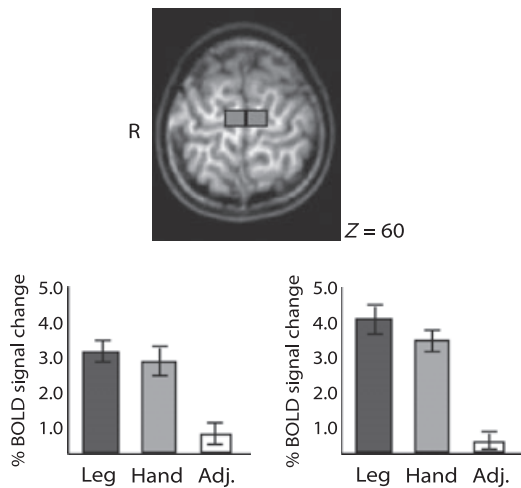 R
Z = 60
% BOLD signal change
5.0
4.0
3.0
2.0
1.0
Leg Hand Adj.
% BOLD signal change
5.0
4.0
3.0
2.0
1.0
Leg Hand Adj.